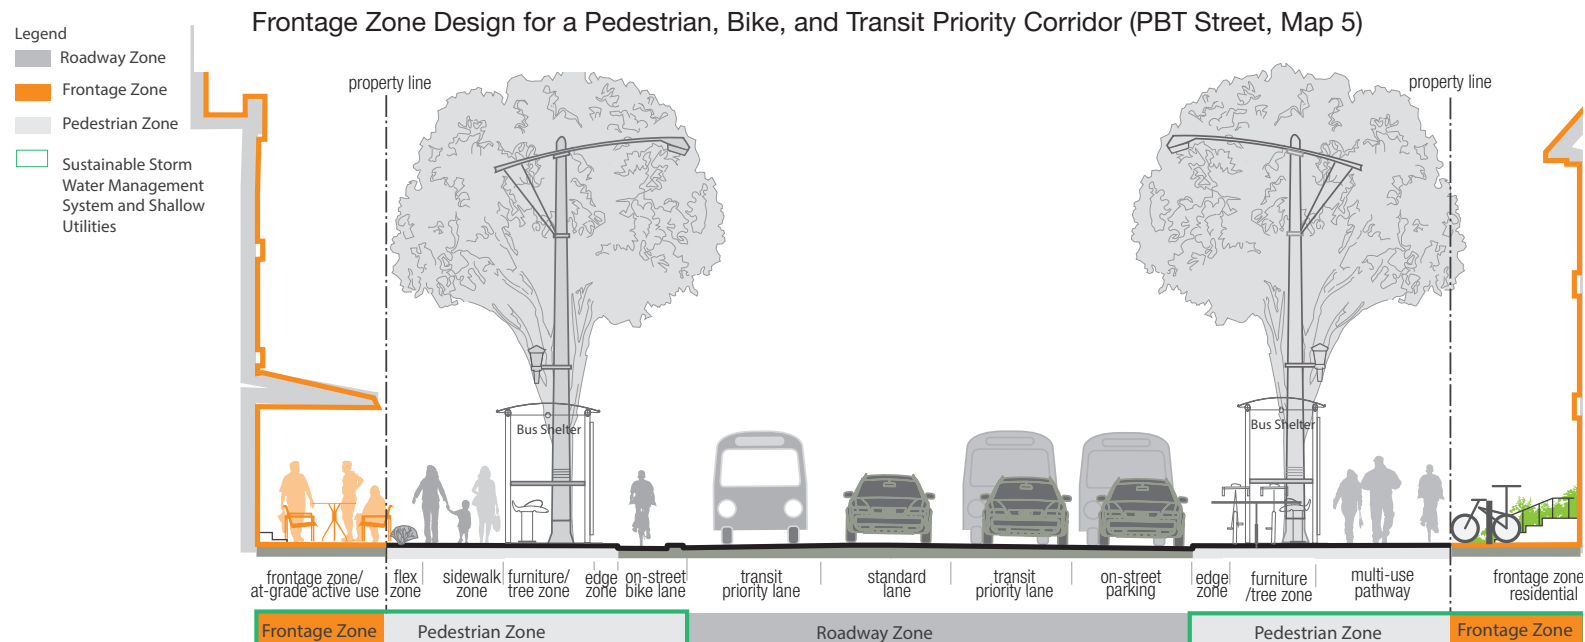 Frontage Zone Design for a Pedestrian, Bike, and Transit Priority Corridor (PBT Street, Map 5)
Legend
Roadway Zone
Frontage Zone
Pedestrian Zone
Sustainable Storm
Water Management
System and Shallow
Utilities
property line
property line
Bus Shelter
Bus Shelter
frontage zone/
at-grade active use
flex
zone
sidewalk
zone
furniture/
tree zone
edge
zone
on-street
bike lane
transit
priority lane
standard
lane
transit
priority lane
on-street
parking
edge
zone
furniture
/tree zone
multi-use
pathway
frontage zone
residential
Frontage Zone
Pedestrian Zone
Roadway Zone
Pedestrian Zone
Frontage Zone